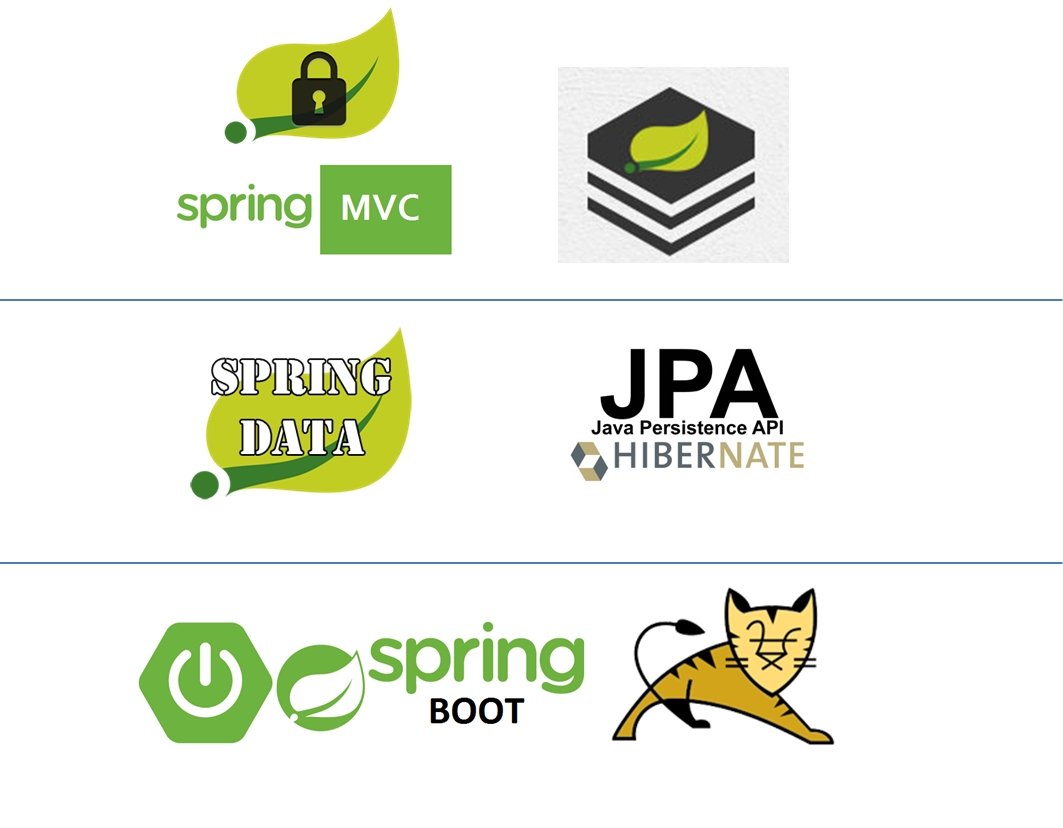 spring MVC
SPRING
DATA
JPA
Java Persistence API
HIBERNATE
spring
BOOT